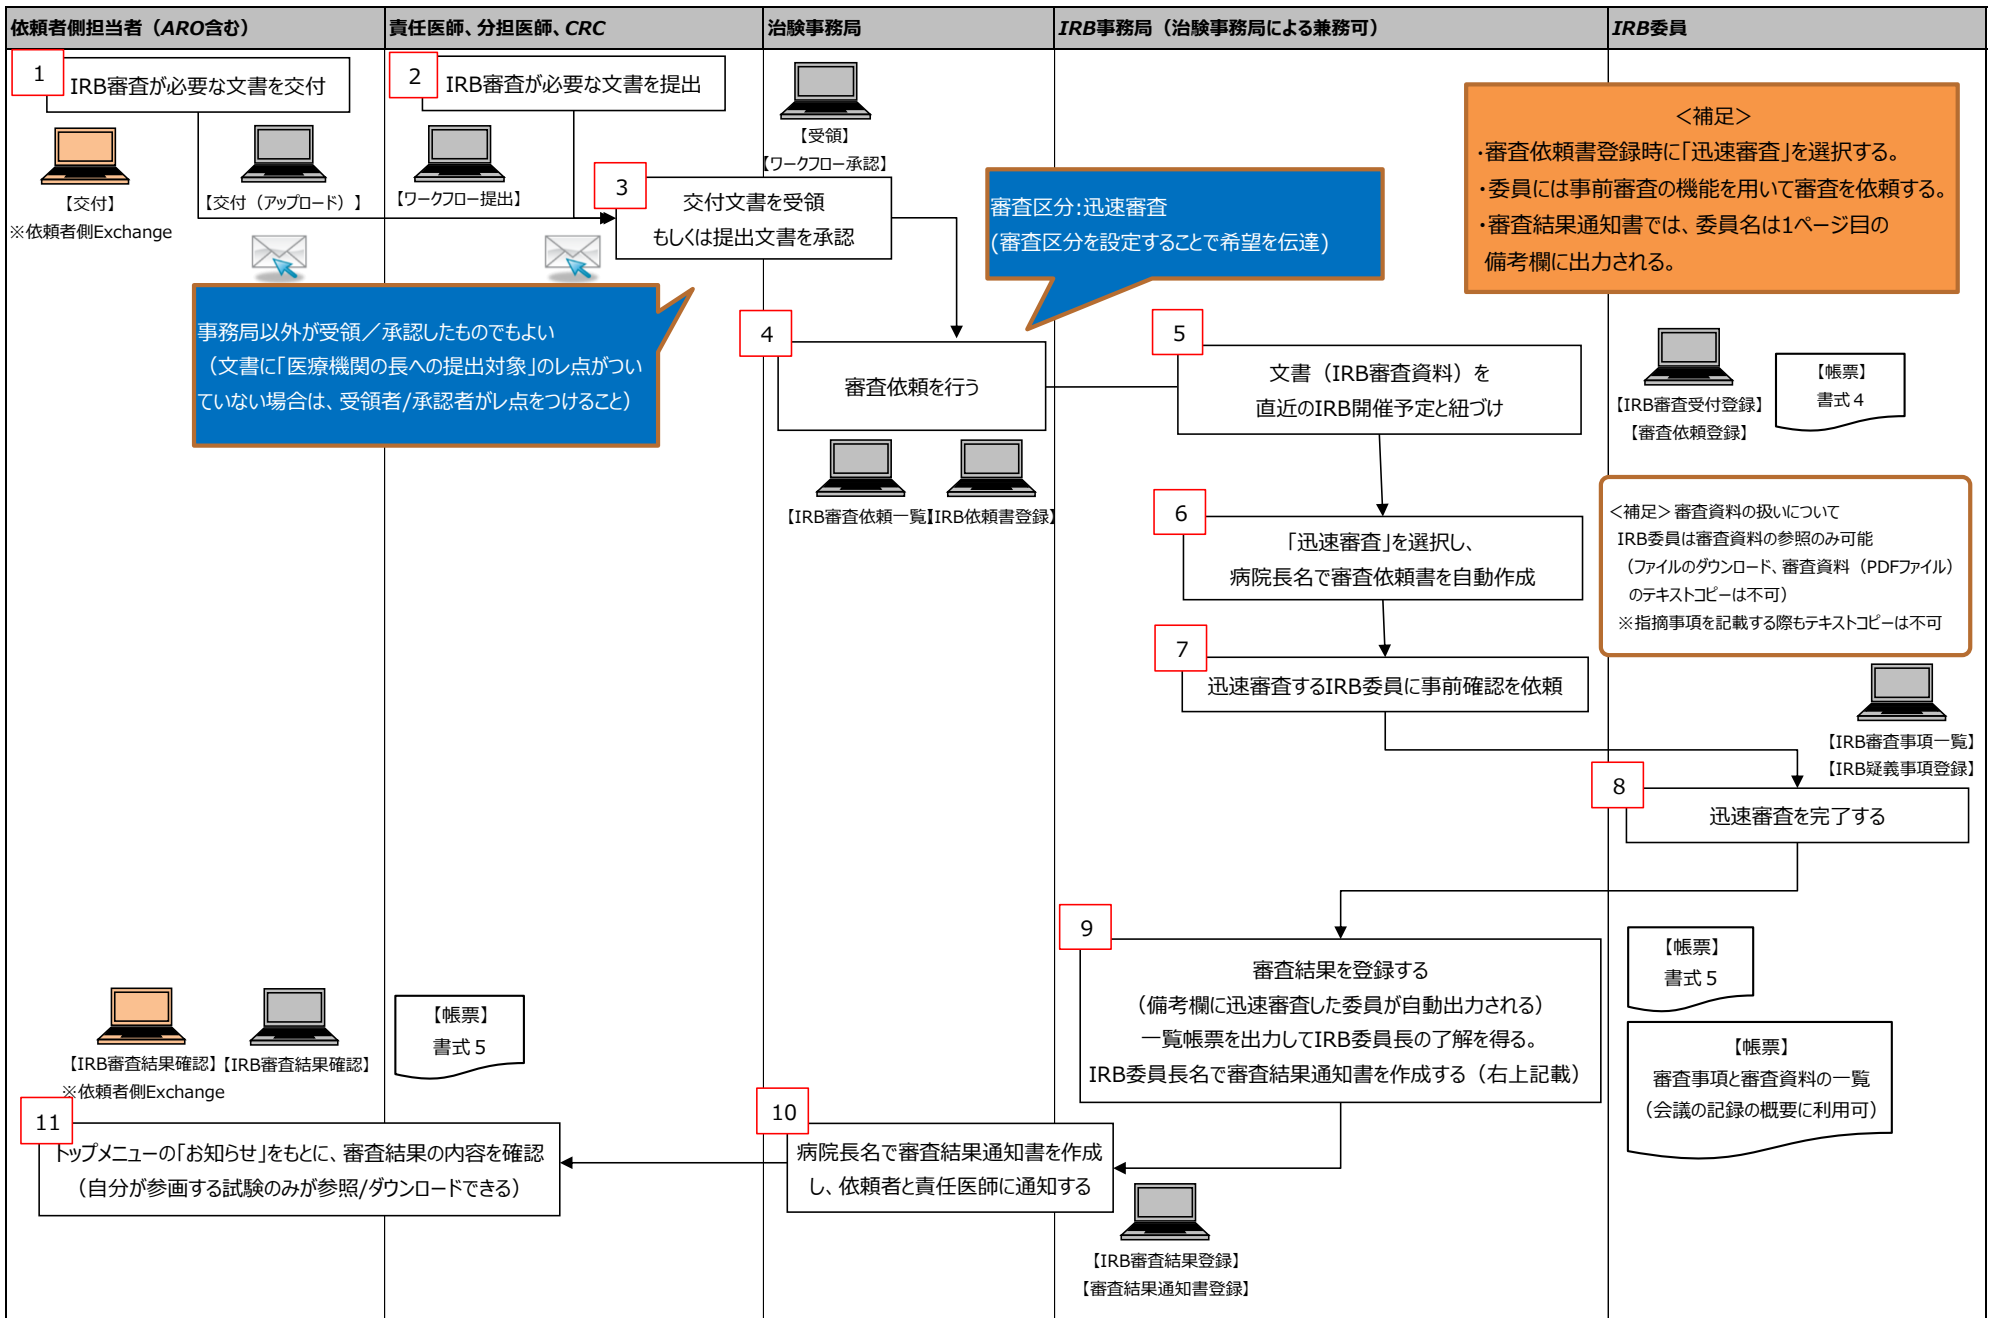 依頼者側担当者（ARO含む）
責任医師、分担医師、CRC
治験事務局
IRB事務局（治験事務局による兼務可）
IRB委員
1
IRB審査が必要な文書を交付
2
IRB審査が必要な文書を提出
【交付】
※依頼者側Exchange
【交付（アップロード）】
【ワークフロー提出】
【受領】
【ワークフロー承認】
3
交付文書を受領
もしくは提出文書を承認
審査区分:迅速審査
(審査区分を設定することで希望を伝達)
＜補足＞
・審査依頼書登録時に「迅速審査」を選択する。
・委員には事前審査の機能を用いて審査を依頼する。
・審査結果通知書では、委員名は1ページ目の
備考欄に出力される。
事務局以外が受領／承認したものでもよい
（文書に「医療機関の長への提出対象」のレ点がつい
ていない場合は、受領者/承認者がレ点をつけること）
4
審査依頼を行う
【IRB審査依頼一覧】
【IRB依頼書登録】
5
文書（IRB審査資料）を
直近のIRB開催予定と紐づけ
【IRB審査受付登録】
【審査依頼登録】
【帳票】
書式４
6
「迅速審査」を選択し、
病院長名で審査依頼書を自動作成
＜補足＞審査資料の扱いについて
IRB委員は審査資料の参照のみ可能
（ファイルのダウンロード、審査資料（PDFファイル）
のテキストコピーは不可）
※指摘事項を記載する際もテキストコピーは不可
7
迅速審査するIRB委員に事前確認を依頼
【IRB審査事項一覧】
【IRB疑義事項登録】
8
迅速審査を完了する
9
審査結果を登録する
（備考欄に迅速審査した委員が自動出力される）
一覧帳票を出力してIRB委員長の了解を得る。
IRB委員長名で審査結果通知書を作成する（右上記載）
【帳票】
書式５
【帳票】
審査事項と審査資料の一覧
（会議の記録の概要に利用可）
【IRB審査結果確認】
※依頼者側Exchange
【IRB審査結果確認】
【帳票】
書式５
10
病院長名で審査結果通知書を作成
し、依頼者と責任医師に通知する
11
トップメニューの「お知らせ」をもとに、審査結果の内容を確認
（自分が参画する試験のみが参照/ダウンロードできる）
【IRB審査結果登録】
【審査結果通知書登録】